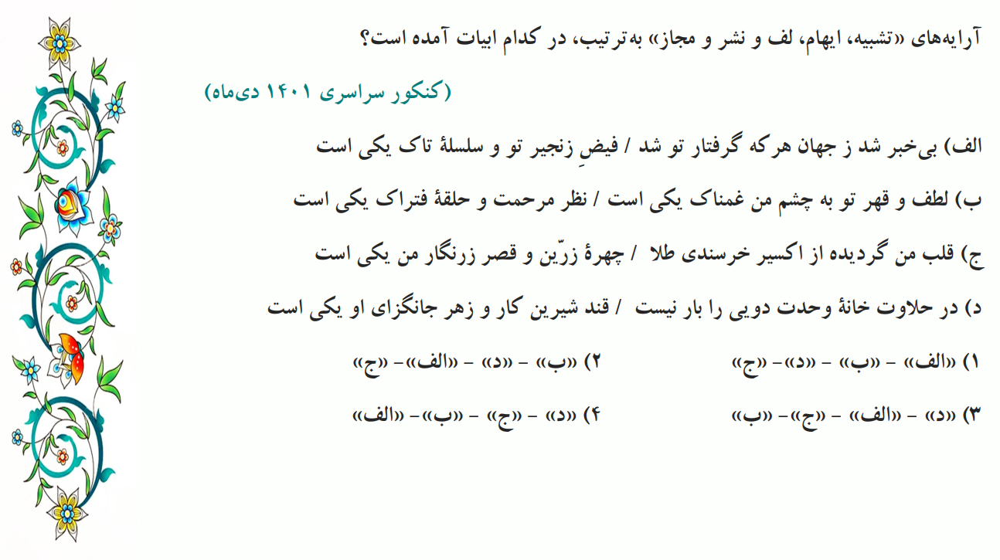 آرایه‌های «تشبیه، ایهام، لف و نشر و مجاز» به‌ترتیب، در کدام ابیات آمده است؟
(کنکور سراسری ۱۴۰۱ دی‌ماه)
الف) بی‌خبر شد ز جهان هرکه گرفتار تو شد / فیضِ زنجیر تو و سلسلهٔ تاک یکی است
ب) لطف و قهر تو به چشم من غمناک یکی است / نظر مرحمت و حلقهٔ فتراک یکی است
ج) قلب من گردیده از اکسیر خرسندی طلا / چهرهٔ زرّین و قصر زرنگار من یکی است
د) در حلاوت خانهٔ وحدت دویی را بار نیست / قند شیرین کار و زهر جانگزای او یکی است
۱) «الف» - «ب» - «د» - «ج» ۲) «ب» - «د» - «الف» - «ج»
۳) «د» - «الف» - «ج» - «ب» ۴) «د» - «ج» - «ب» - «الف»